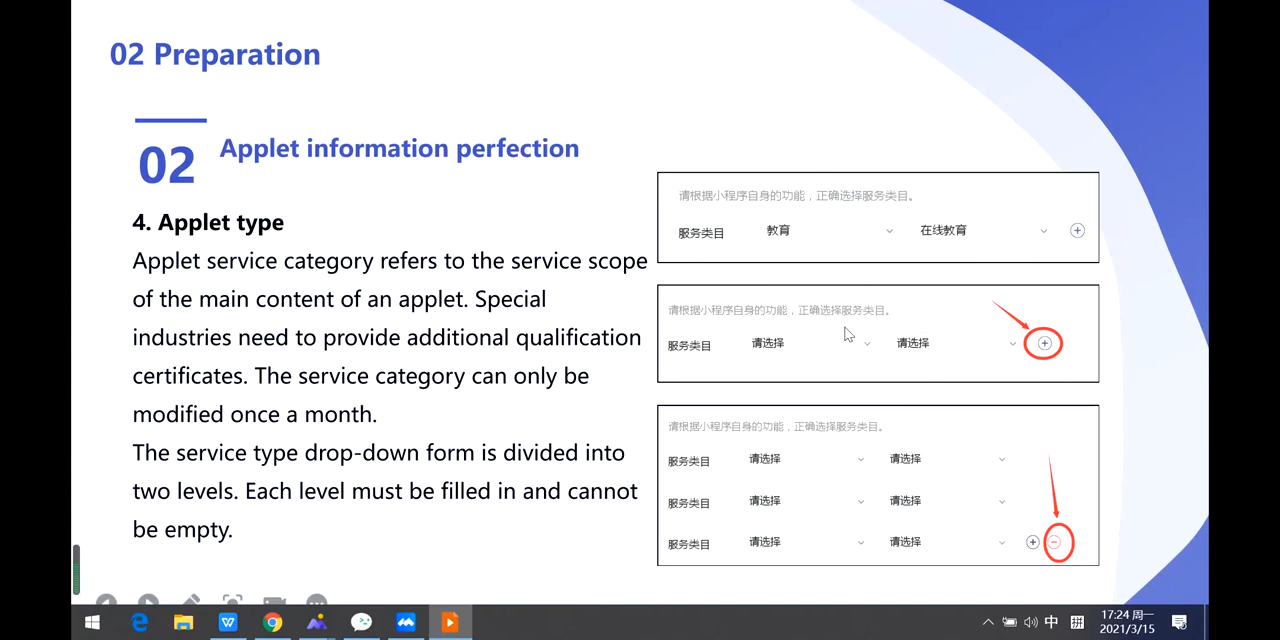 02 Preparation
02
Applet information perfection
4. Applet type
Applet service category refers to the service scope
of the main content of an applet. Special
industries need to provide additional qualification
certificates. The service category can only be
modified once a month.
The service type drop-down form is divided into
two levels. Each level must be filled in and cannot
be empty.
请根据小程序自身的功能，正确选择服务类目。
服务类目 教育 在线教育
请根据小程序自身的功能，正确选择服务类目。
服务类目 请选择 请选择
请根据小程序自身的功能，正确选择服务类目。
服务类目 请选择 请选择
服务类目 请选择 请选择
服务类目 请选择 请选择
中 拼 17:24 周一
2021/3/15